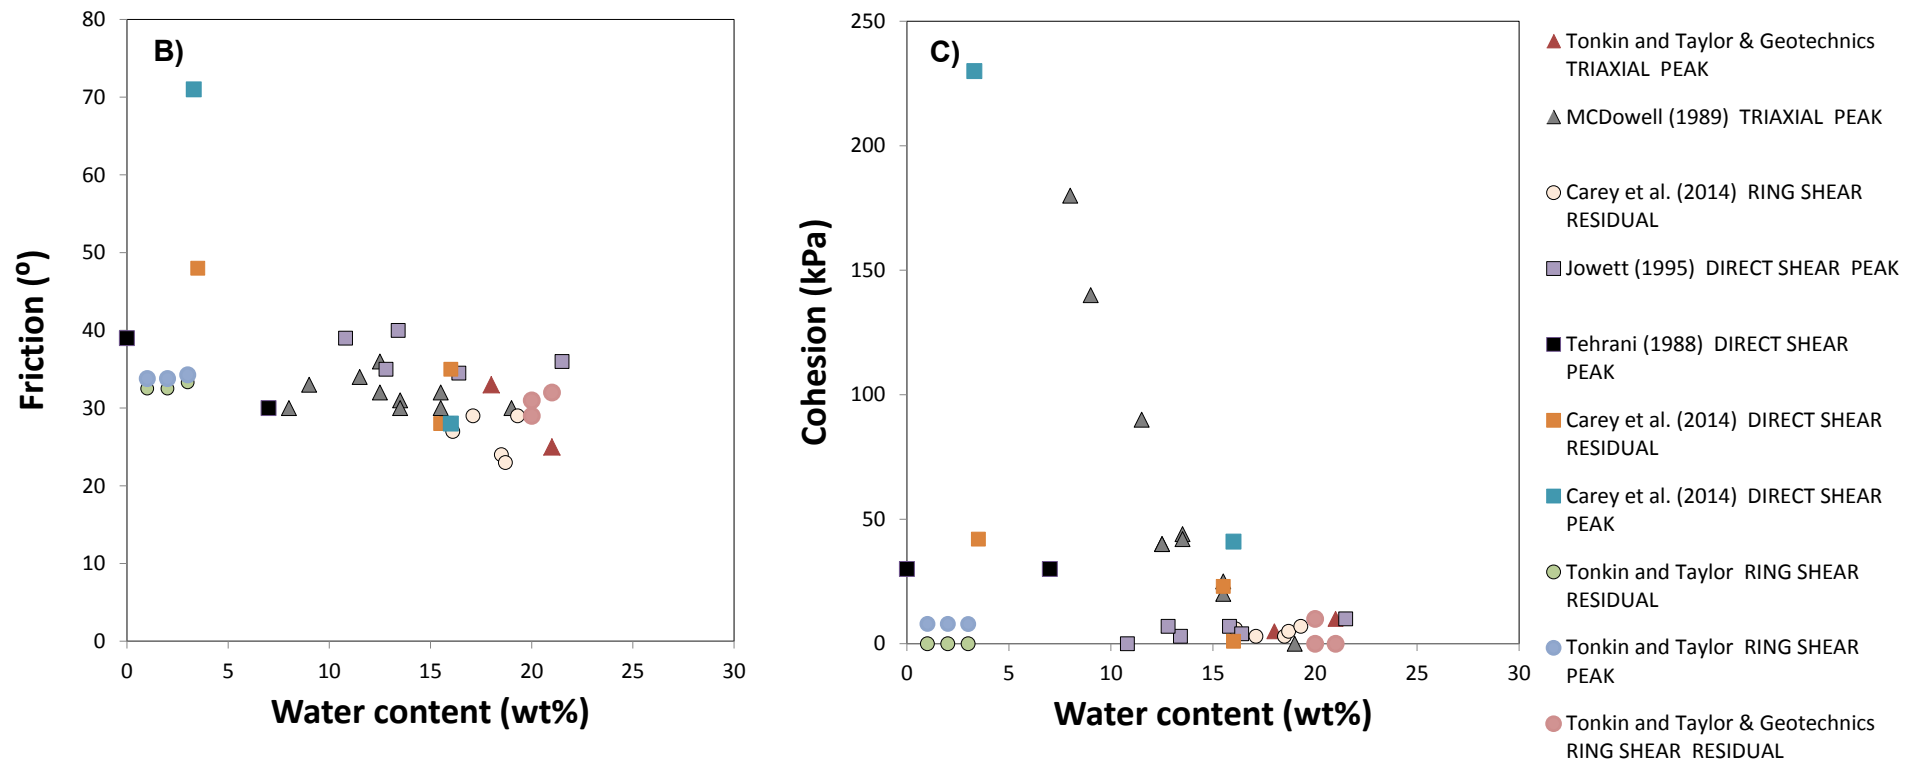 B)
80
70
60
50
40
30
20
10
0
Friction (º)
0 5 10 15 20 25 30
Water content (wt%)
C)
250
200
150
100
50
0
Cohesion (kPa)
0 5 10 15 20 25 30
Water content (wt%)
Tonkin and Taylor & Geotechnics
TRIAXIAL PEAK
MCDowell (1989) TRIAXIAL PEAK
Carey et al. (2014) RING SHEAR
RESIDUAL
Jowett (1995) DIRECT SHEAR PEAK
Tehrani (1988) DIRECT SHEAR
PEAK
Carey et al. (2014) DIRECT SHEAR
RESIDUAL
Carey et al. (2014) DIRECT SHEAR
PEAK
Tonkin and Taylor RING SHEAR
RESIDUAL
Tonkin and Taylor RING SHEAR
PEAK
Tonkin and Taylor & Geotechnics
RING SHEAR RESIDUAL